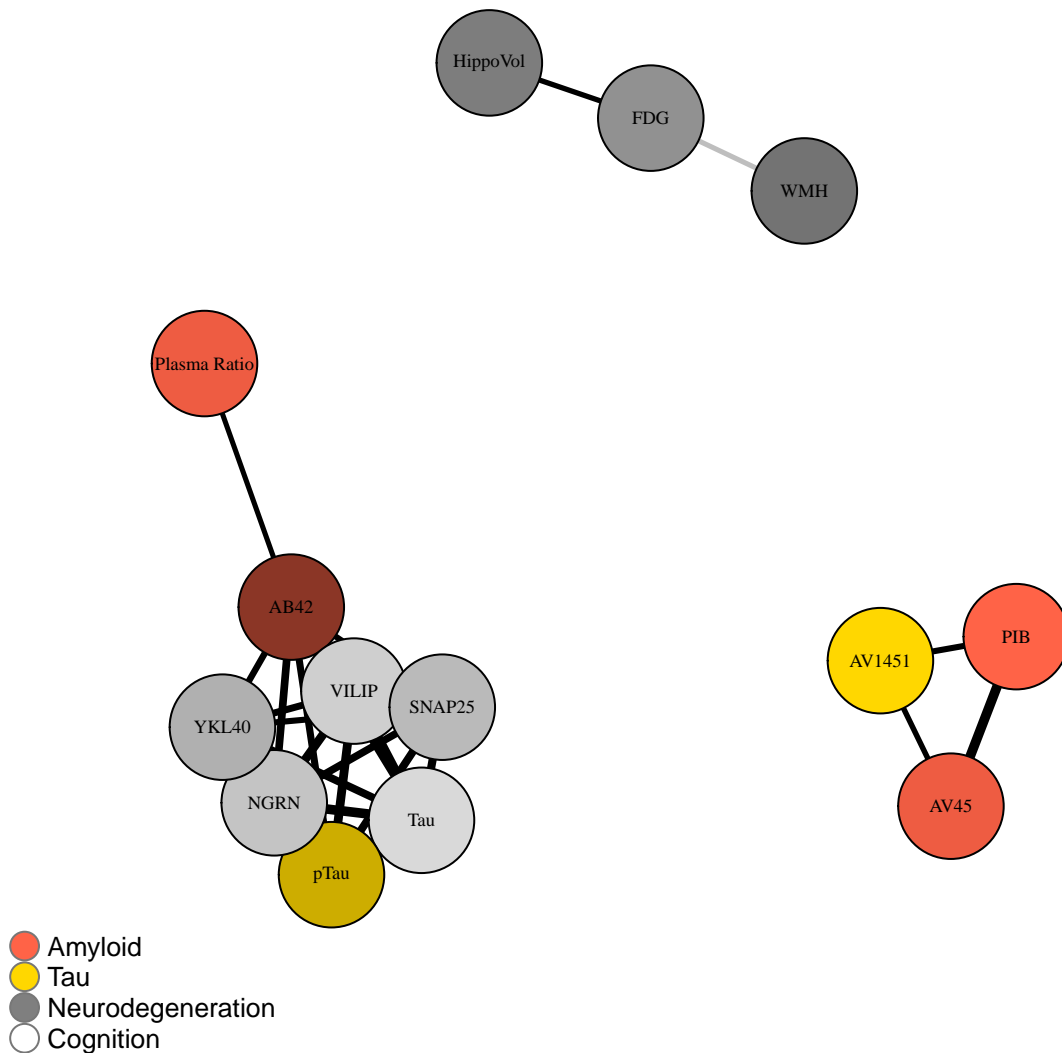 HippoVol
FDG
WMH
Plasma Ratio
AB42
VILIP
SNAP25
YKL40
NGRN
Tau
pTau
AV1451
PIB
AV45
Amyloid
Tau
Neurodegeneration
Cognition